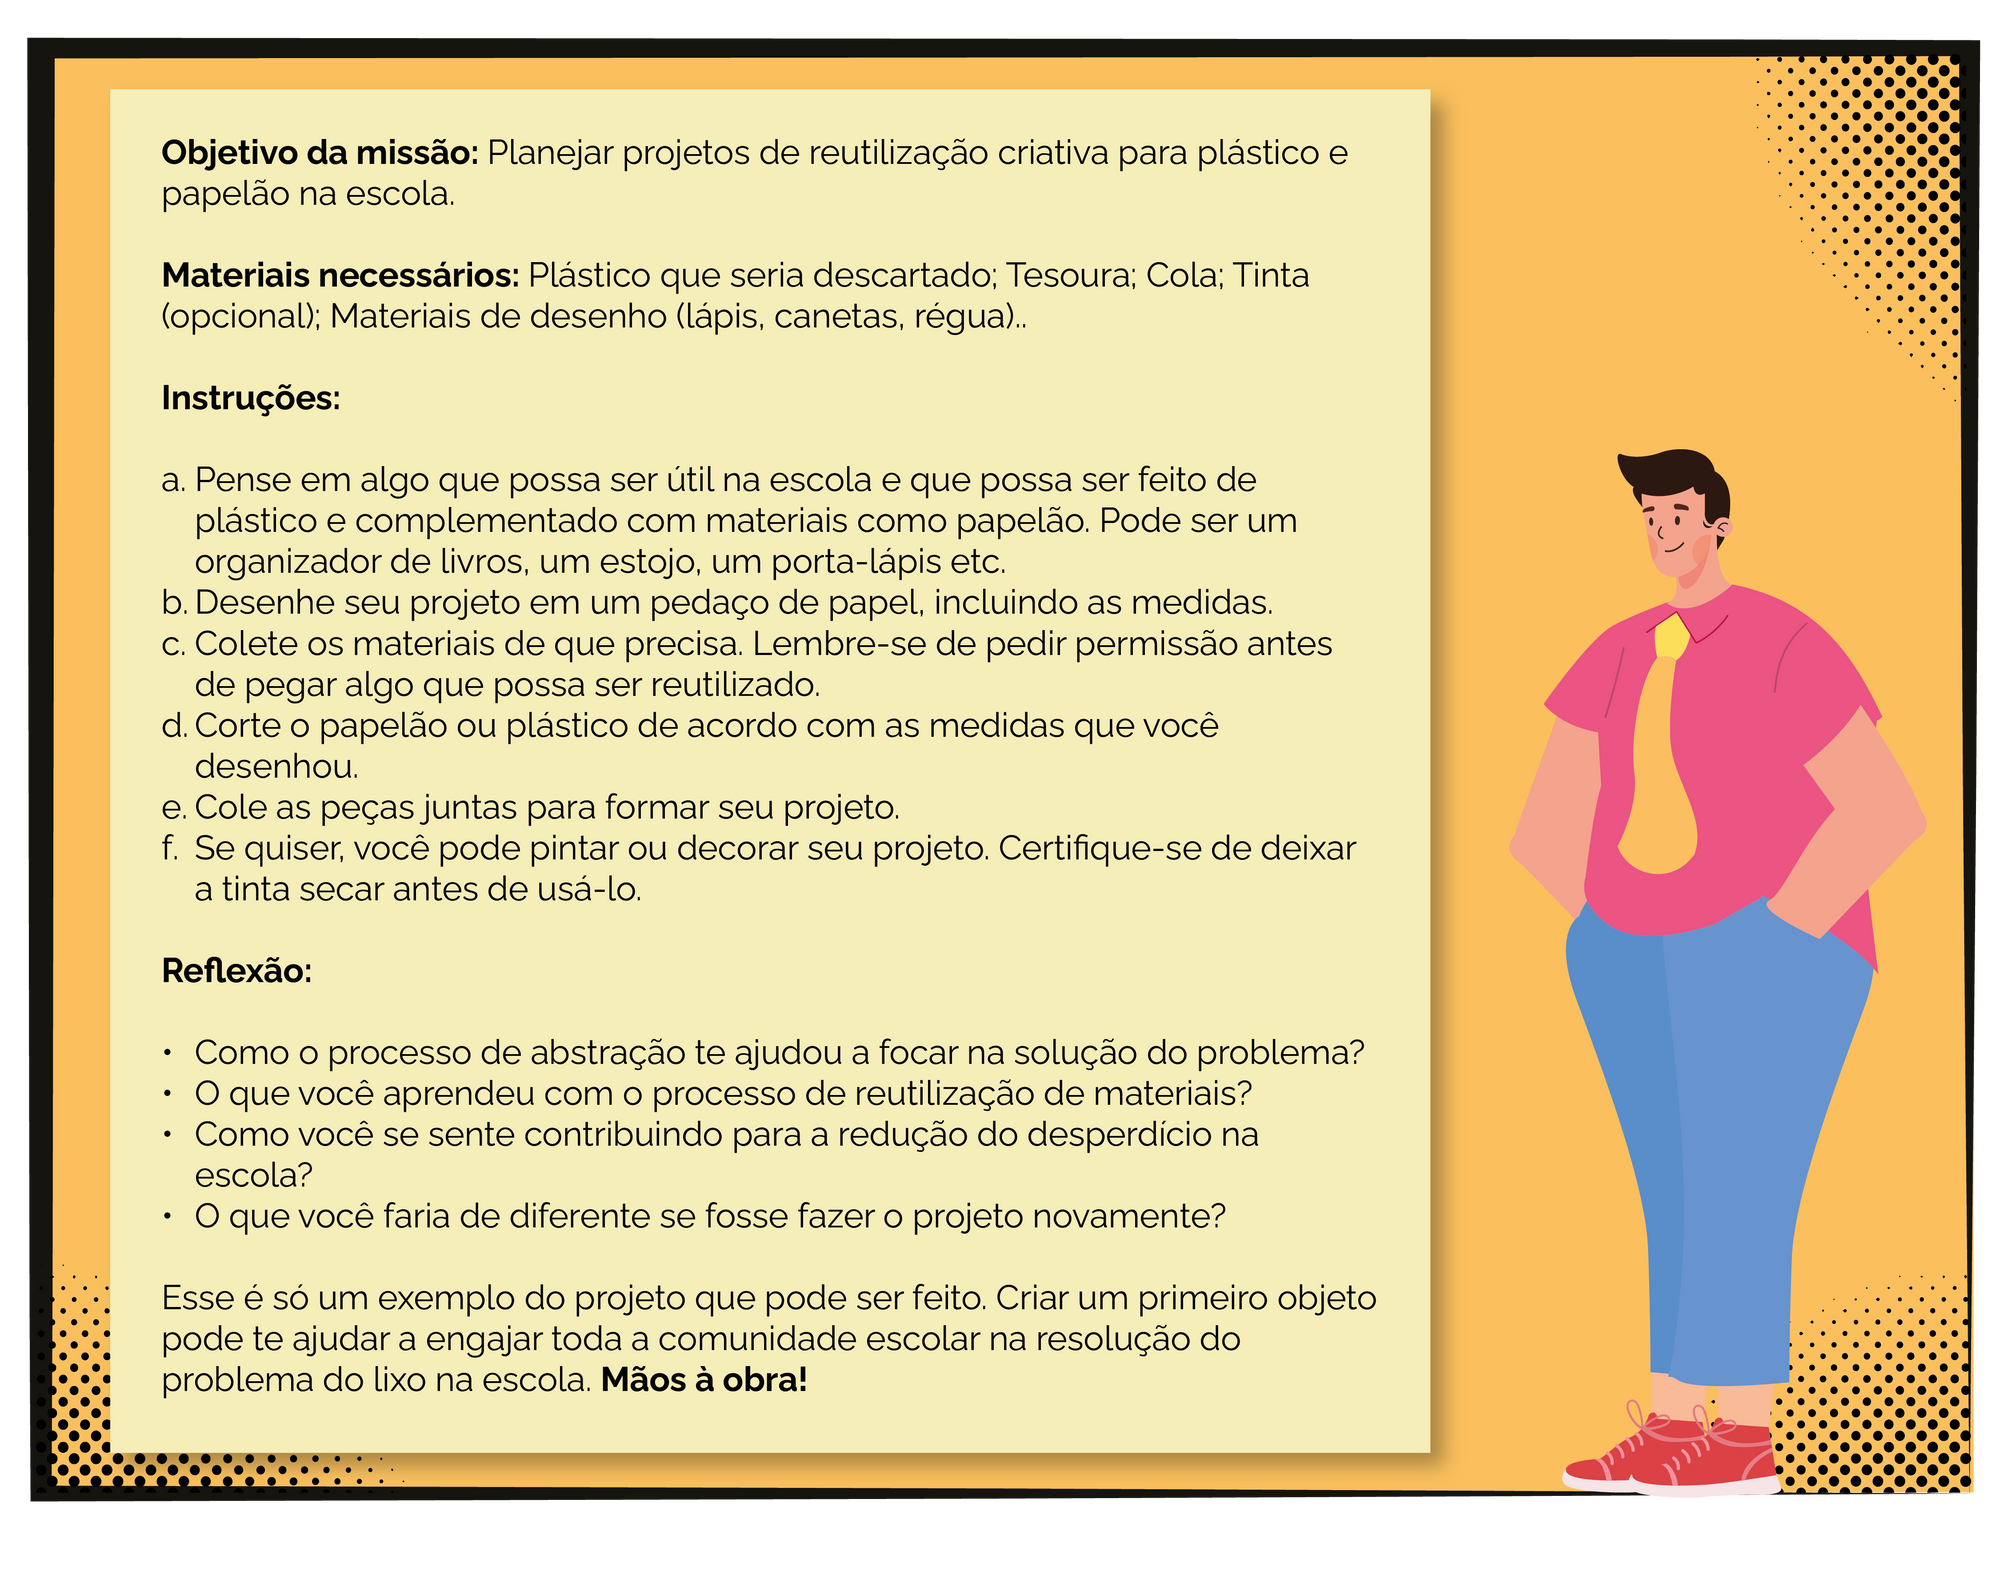 Objetivo da missão: Planejar projetos de reutilização criativa para plástico e
papelão na escola.
Materiais necessários: Plástico que seria descartado; Tesoura; Cola; Tinta
(opcional); Materiais de desenho (lápis, canetas, régua)..
Instruções:
a. Pense em algo que possa ser útil na escola e que possa ser feito de
plástico e complementado com materiais como papelão. Pode ser um
organizador de livros, um estojo, um porta-lápis etc.
b. Desenhe seu projeto em um pedaço de papel, incluindo as medidas.
c. Colete os materiais de que precisa. Lembre-se de pedir permissão antes
de pegar algo que possa ser reutilizado.
d. Corte o papelão ou plástico de acordo com as medidas que você
desenhou.
e. Cole as peças juntas para formar seu projeto.
f. Se quiser, você pode pintar ou decorar seu projeto. Certifique-se de deixar
a tinta secar antes de usá-lo.
Reflexão:
• Como o processo de abstração te ajudou a focar na solução do problema?
• O que você aprendeu com o processo de reutilização de materiais?
• Como você se sente contribuindo para a redução do desperdício na
escola?
• O que você faria de diferente se fosse fazer o projeto novamente?
Esse é só um exemplo do projeto que pode ser feito. Criar um primeiro objeto
pode te ajudar a engajar toda a comunidade escolar na resolução do
problema do lixo na escola. Mãos à obra!